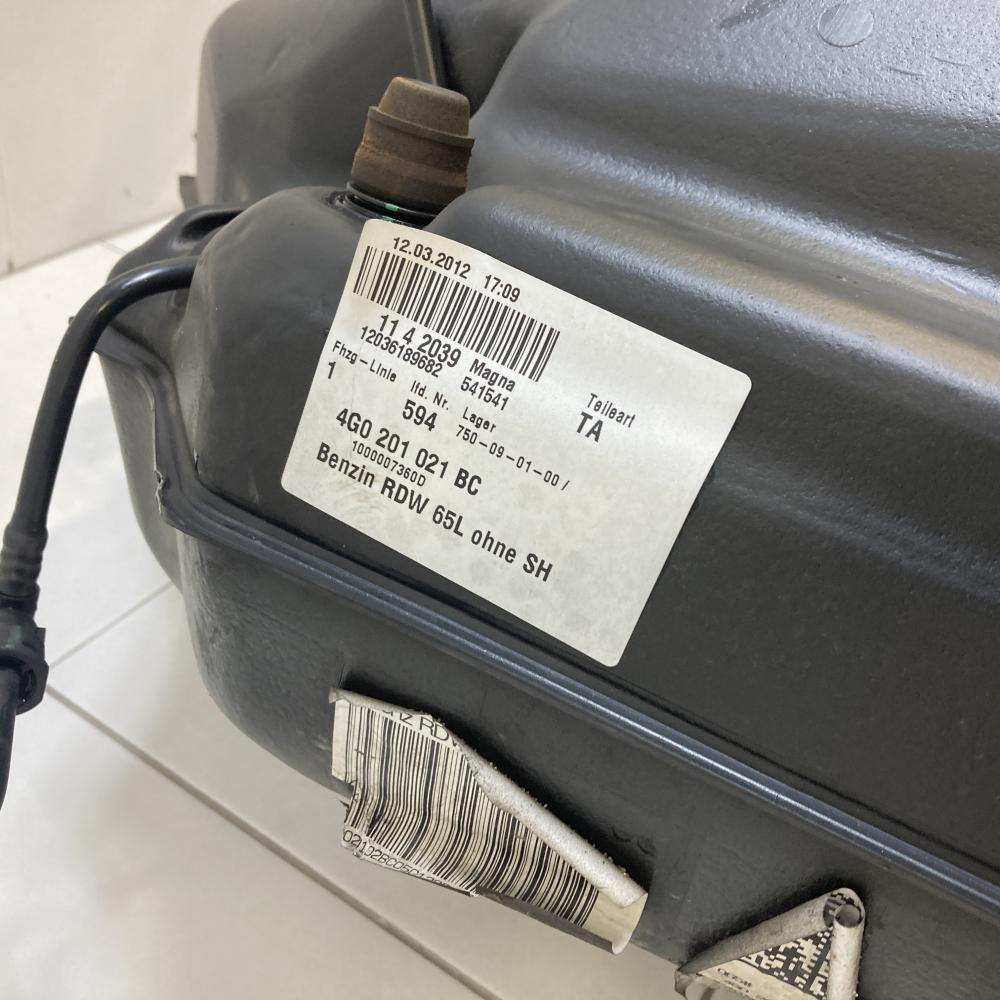 12.03.2012 17:09
11 4 2039 Magna
12036189682 541541
Fhzg-Linie lfd. Nr. Lager Teileart
1 594 750-09-01-00/ TA
4G0 201 021 BC
1000007360D
Benzin RDW 65L ohne SH
RDW